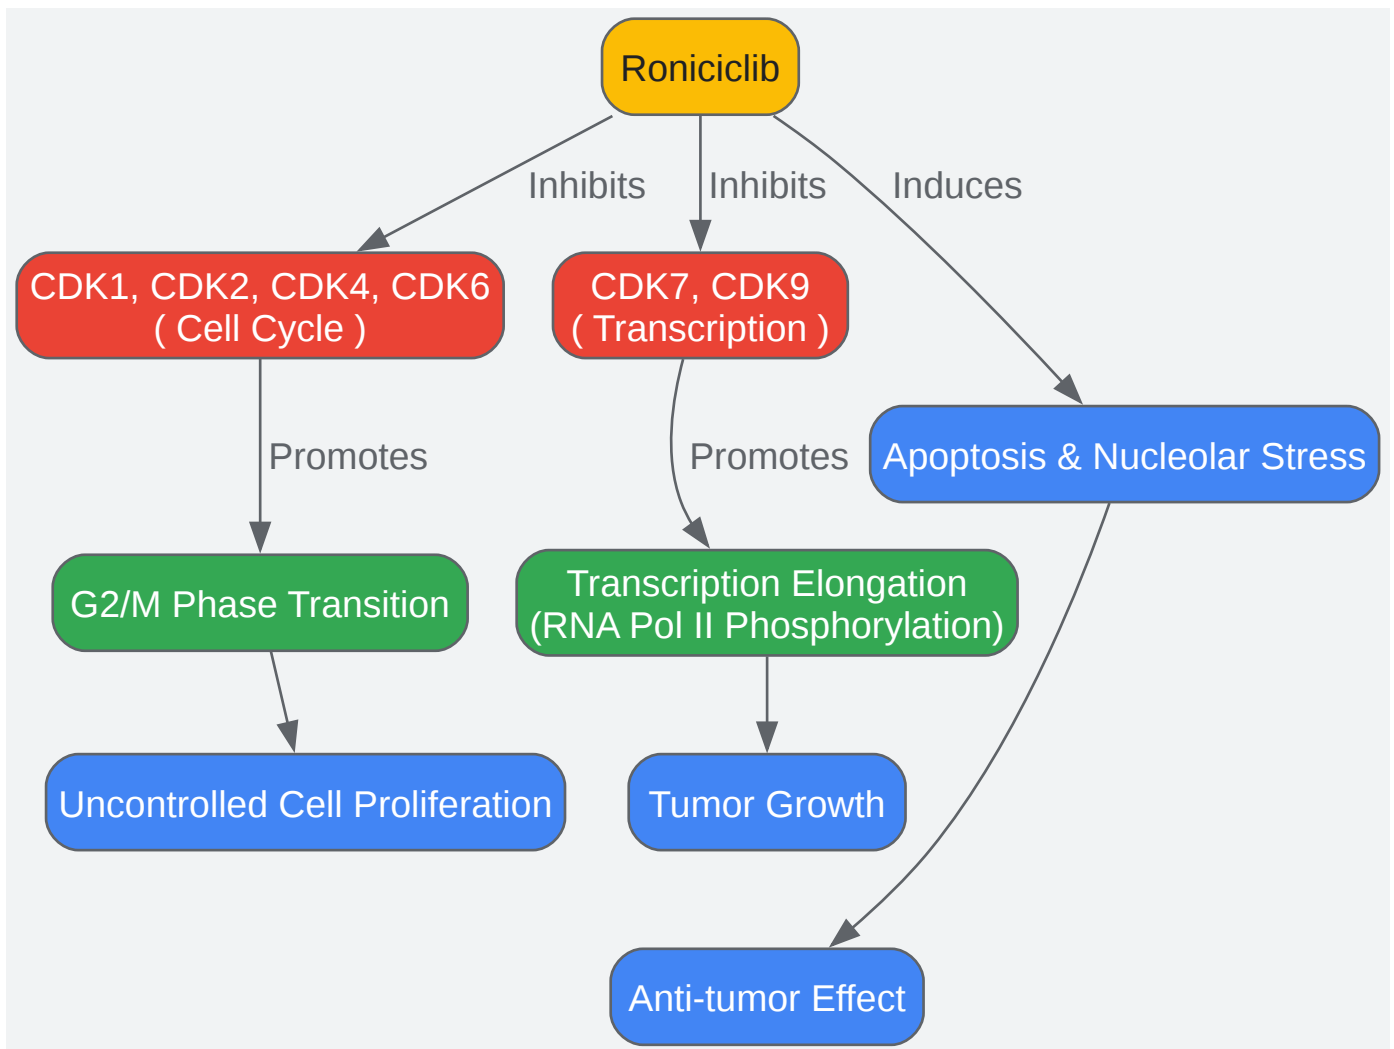 Roniciclib
Inhibits
Inhibits
Induces
CDK1, CDK2, CDK4, CDK6
( Cell Cycle )
CDK7, CDK9
( Transcription )
Promotes
Promotes
Apoptosis & Nucleolar Stress
G2/M Phase Transition
Transcription Elongation
(RNA Pol II Phosphorylation)
Uncontrolled Cell Proliferation
Tumor Growth
Anti-tumor Effect